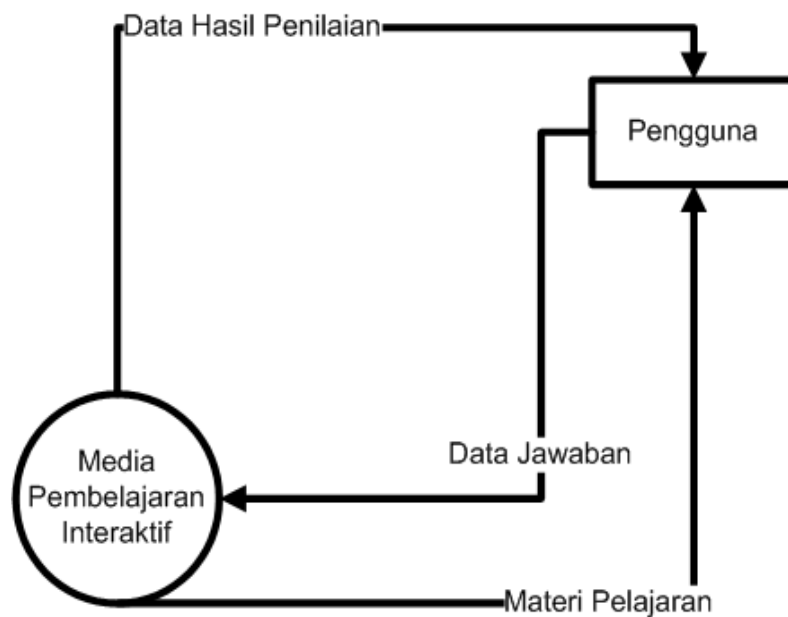 Data Hasil Penilaian
Pengguna
Data Jawaban
Media
Pembelajaran
Interaktif
Materi Pelajaran